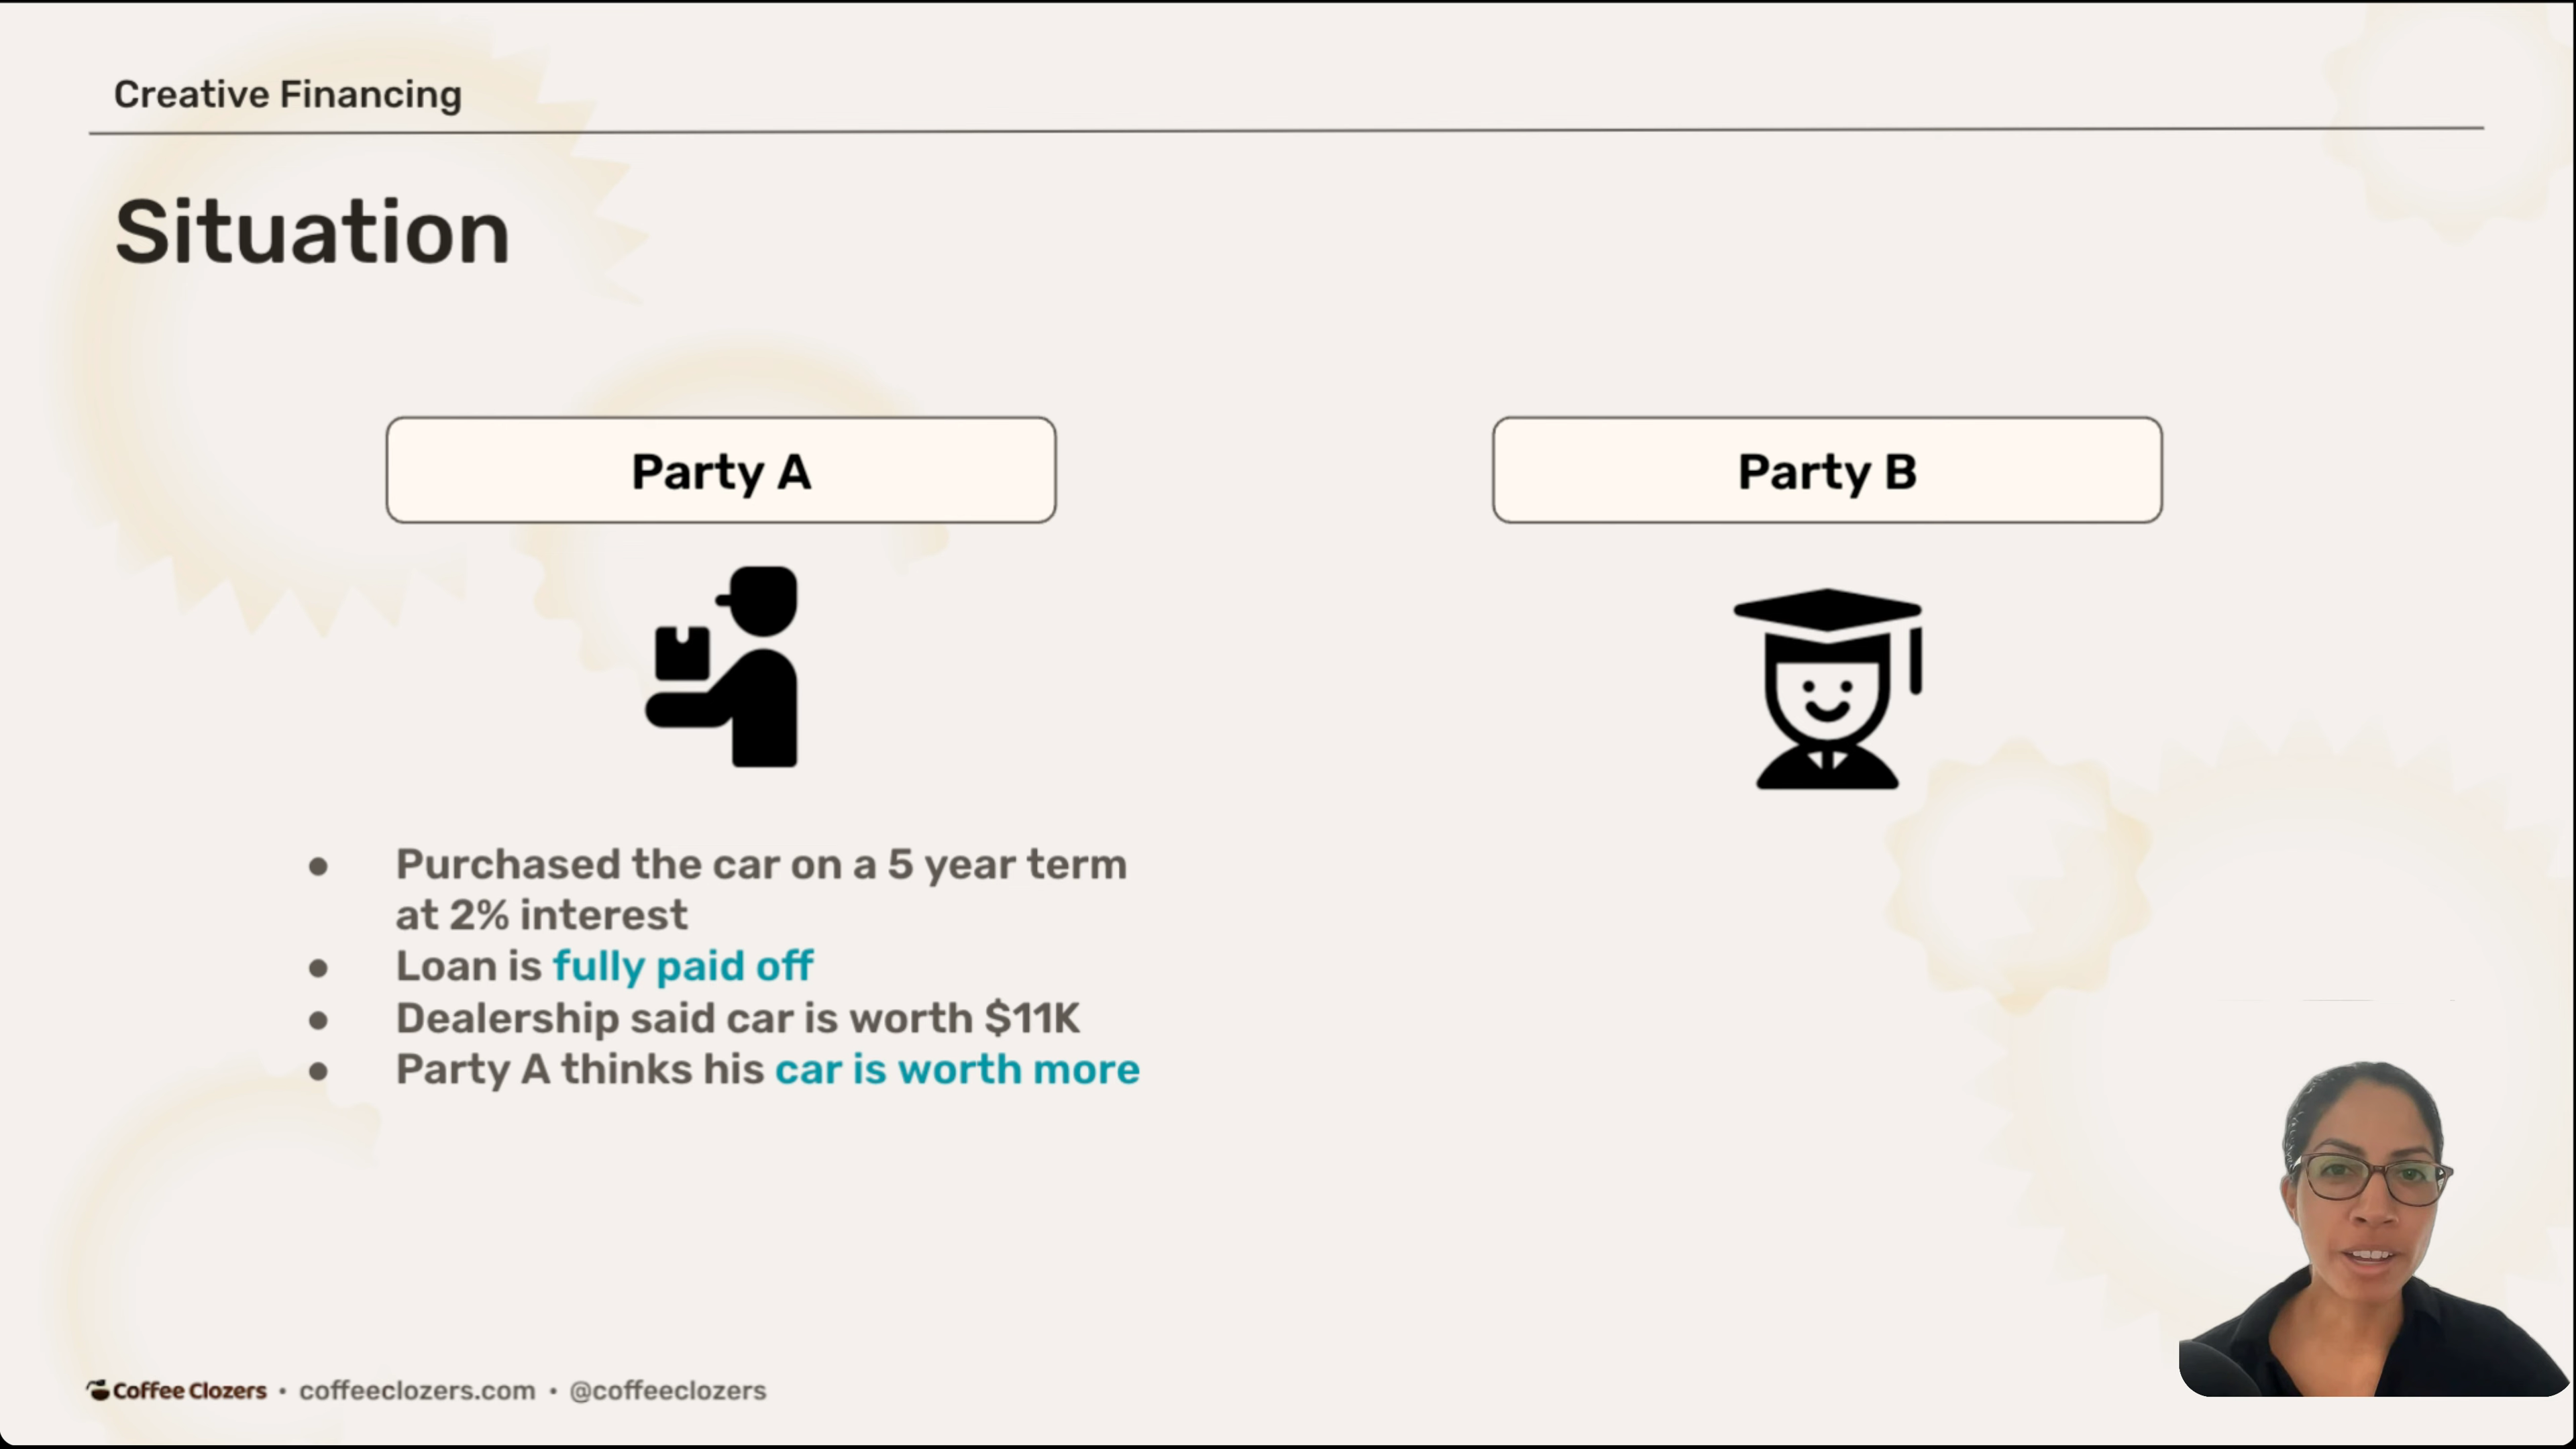 Creative Financing
Situation
Party A
Party B
• Purchased the car on a 5 year term
at 2% interest
• Loan is fully paid off
• Dealership said car is worth $11K
• Party A thinks his car is worth more
Coffee Clozers • coffeeclozers.com • @coffeeclozers